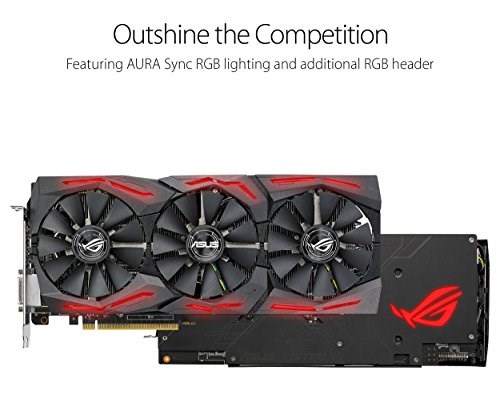 Outshine the Competition
Featuring AURA Sync RGB lighting and additional RGB header
ASUS